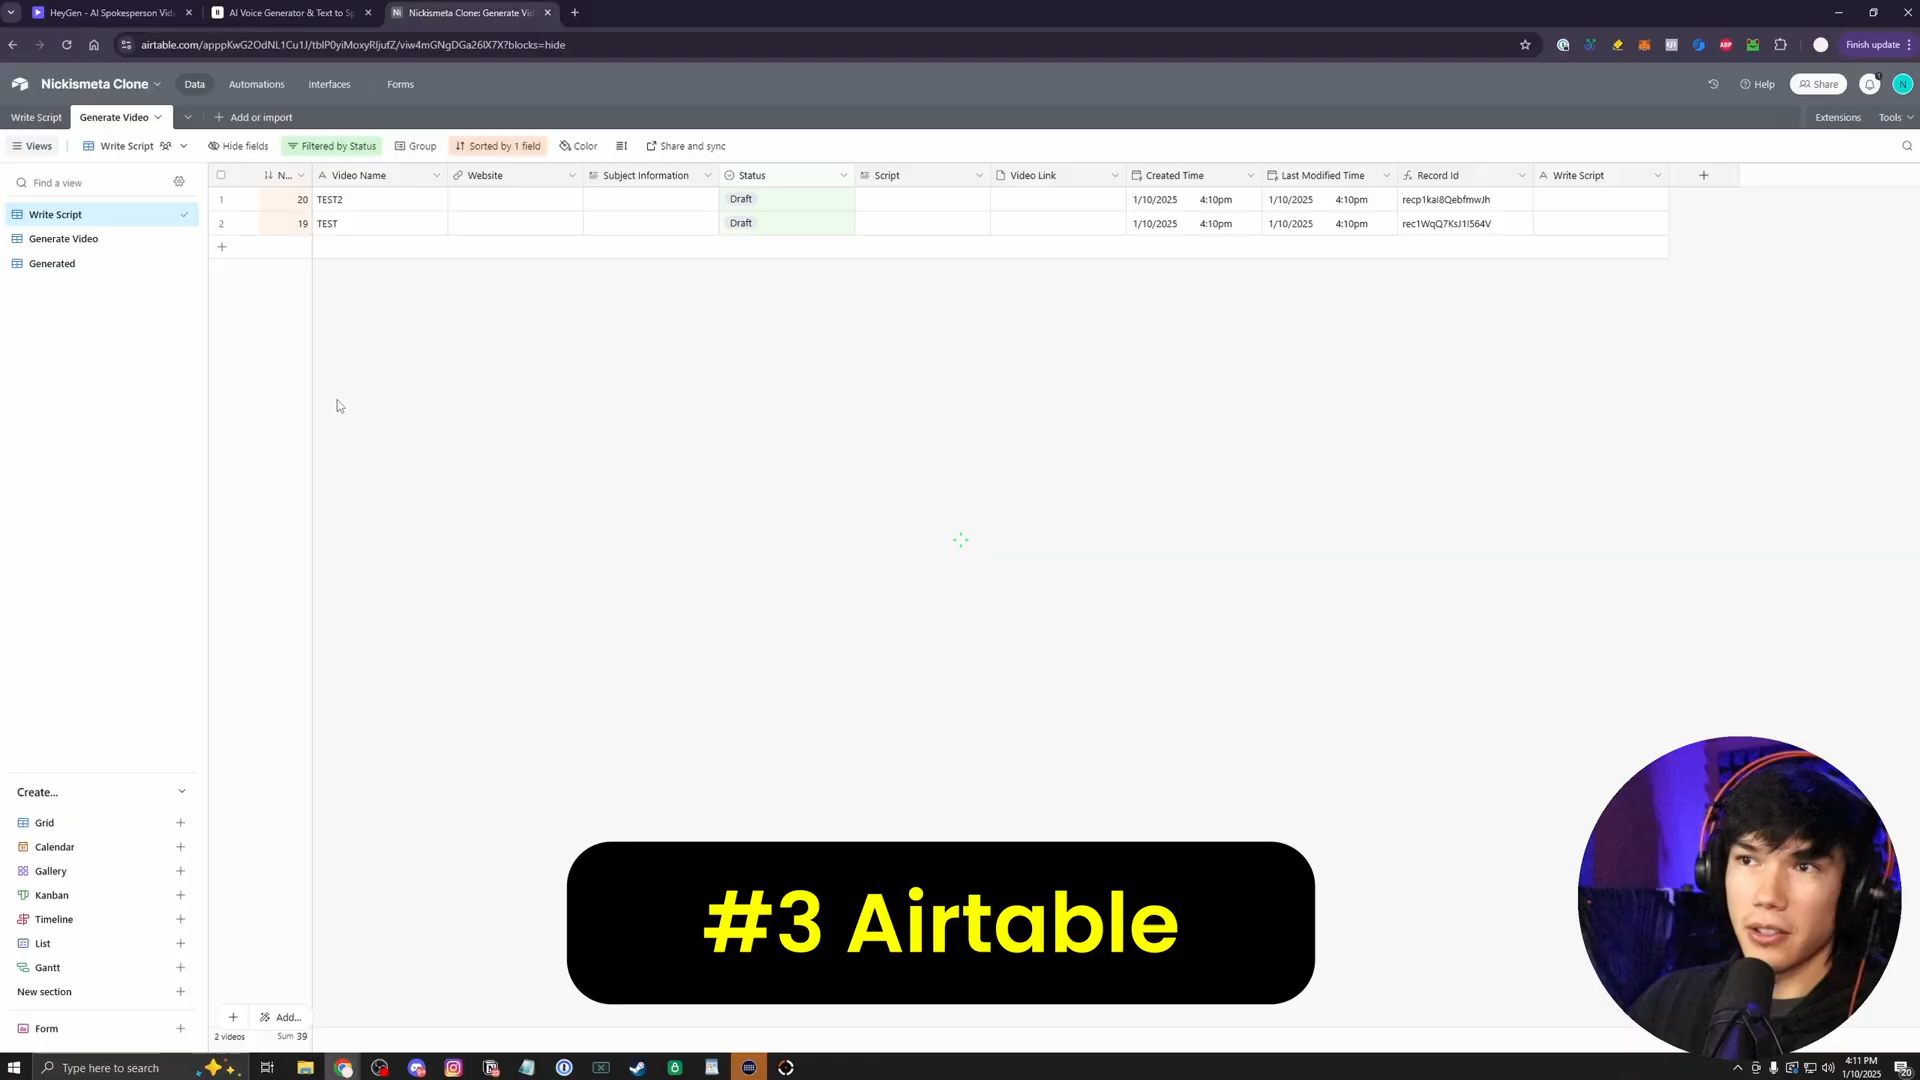 HeyGen - AI Spokesperson Vid
AI Voice Generator & Text to Sp
Nickismeta Clone: Generate Vi
airtable.com/apppKwG2OdNL1Cu1J/tblP0yiMoxyRIjufZ/viw4mGNgDGa26lX7X?blocks=hide
ABP
Finish update
Nickismeta Clone
Data
Automations
Interfaces
Forms
Help
Share
1
N
Write Script
Generate Video
Add or import
Extensions
Tools
Views
Write Script
Hide fields
Filtered by Status
Group
Sorted by 1 field
Color
Share and sync
Find a view
N...
Video Name
Website
Subject Information
Status
Script
Video Link
Created Time
Last Modified Time
Record Id
Write Script
1 20 TEST2 Draft 1/10/2025 4:10pm 1/10/2025 4:10pm recp1kaI8QebfmwJh
2 19 TEST Draft 1/10/2025 4:10pm 1/10/2025 4:10pm rec1WqQ7KsJ1I564V
Write Script
Generate Video
Generated
Create...
Grid
Calendar
Gallery
Kanban
Timeline
List
Gantt
New section
Form
Add...
2 videos
Sum 39
#3 Airtable
Type here to search
4:11 PM
1/10/2025
20